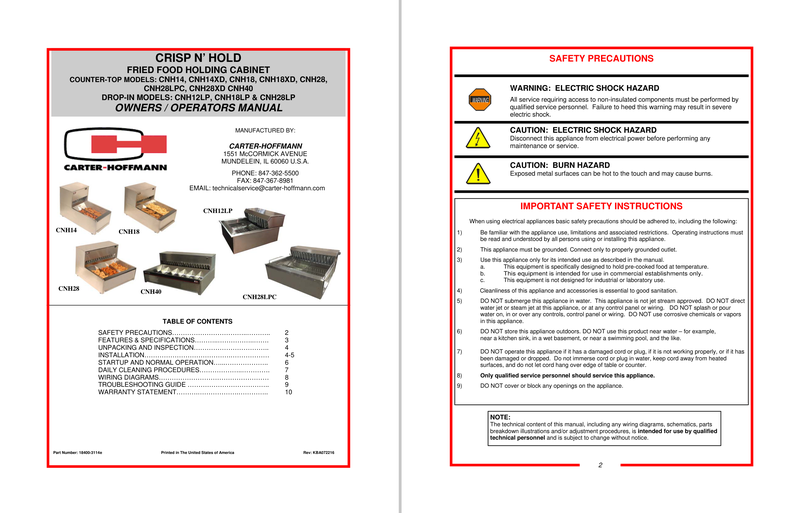 CRISP N' HOLD
FRIED FOOD HOLDING CABINET
COUNTER-TOP MODELS: CNH14, CNH14XD, CNH18, CNH18XD, CNH28,
CNH28LPC, CNH28XD CNH40
DROP-IN MODELS: CNH12LP, CNH18LP & CNH28LP
OWNERS / OPERATORS MANUAL
CARTER-HOFFMANN
MANUFACTURED BY:
CARTER-HOFFMANN
1551 McCORMICK AVENUE
MUNDELEIN, IL 60060 U.S.A.
PHONE: 847-362-5500
FAX: 847-367-8981
EMAIL: technicalservice@carter-hoffmann.com
CNH14
CNH18
CNH12LP
CNH28
CNH40
CNH28LPC
TABLE OF CONTENTS
SAFETY PRECAUTIONS…………………………………………… 2
FEATURES & SPECIFICATIONS………………………………… 3
UNPACKING AND INSPECTION………………………………… 4
INSTALLATION………………………………………………………… 4-5
STARTUP AND NORMAL OPERATION………………………… 6
DAILY CLEANING PROCEDURES……………………………… 7
WIRING DIAGRAMS………………………………………………… 8
TROUBLESHOOTING GUIDE …………………………………… 9
WARRANTY STATEMENT………………………………………… 10
Part Number: 18400-3114e Printed in The United States of America Rev: KBA072216
SAFETY PRECAUTIONS
WARNING
WARNING: ELECTRIC SHOCK HAZARD
All service requiring access to non-insulated components must be performed by
qualified service personnel. Failure to heed this warning may result in severe
electric shock.
CAUTION: ELECTRIC SHOCK HAZARD
Disconnect this appliance from electrical power before performing any
maintenance or service.
CAUTION: BURN HAZARD
Exposed metal surfaces can be hot to the touch and may cause burns.
IMPORTANT SAFETY INSTRUCTIONS
When using electrical appliances basic safety precautions should be adhered to, including the following:
1) Be familiar with the appliance use, limitations and associated restrictions. Operating instructions must
be read and understood by all persons using or installing this appliance.
2) This appliance must be grounded. Connect only to properly grounded outlet.
3) Use this appliance only for its intended use as described in the manual.
a. This equipment is specifically designed to hold pre-cooked food at temperature.
b. This equipment is intended for use in commercial establishments only.
c. This equipment is not designed for industrial or laboratory use.
4) Cleanliness of this appliance and accessories is essential to good sanitation.
5) DO NOT submerge this appliance in water. This appliance is not jet stream approved. DO NOT direct
water jet or steam jet at this appliance, or at any control panel or wiring. DO NOT splash or pour
water on, in or over any controls, control panel or wiring. DO NOT use corrosive chemicals or vapors
in this appliance.
6) DO NOT store this appliance outdoors. DO NOT use this product near water – for example,
near a kitchen sink, in a wet basement, or near a swimming pool, and the like.
7) DO NOT operate this appliance if it has a damaged cord or plug, if it is not working properly, or if it has
been damaged or dropped. Do not immerse cord or plug in water, keep cord away from heated
surfaces, and do not let cord hang over edge of table or counter.
8) Only qualified service personnel should service this appliance.
9) DO NOT cover or block any openings on the appliance.
NOTE:
The technical content of this manual, including any wiring diagrams, schematics, parts
breakdown illustrations and/or adjustment procedures, is intended for use by qualified
technical personnel and is subject to change without notice.
2